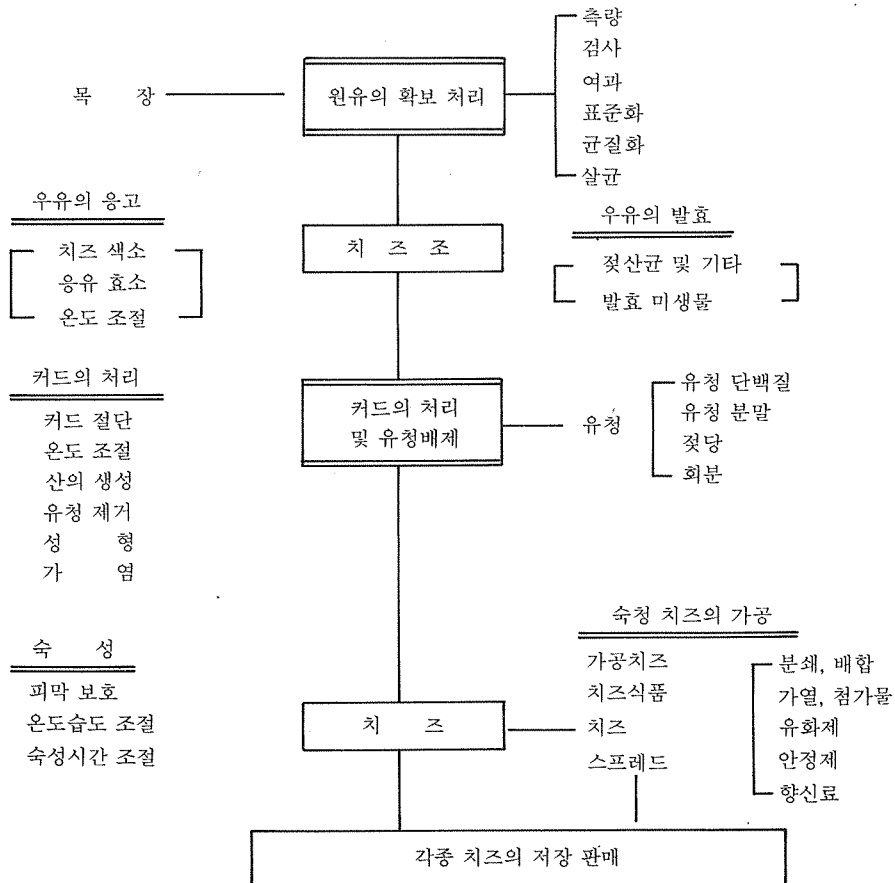 측량
검사
여과
표준화
균질화
살균
목 장
원유의 확보 처리
우유의 응고
치즈 색소
응유 효소
온도 조절
치 즈 조
우유의 발효
젖산균 및 기타
발효 미생물
커드의 처리
커드 절단
온도 조절
산의 생성
유청 제거
성 형
가 염
커드의 처리
및 유청배제
유청
유청 단백질
유청 분말
젖당
회분
숙 성
피막 보호
온도습도 조절
숙성시간 조절
치 즈
숙청 치즈의 가공
가공치즈
치즈식품
치즈
스프레드
분쇄, 배합
가열, 첨가물
유화제
안정제
향신료
각종 치즈의 저장 판매